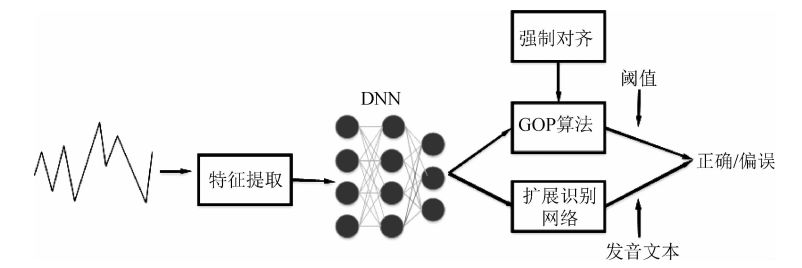 强制对齐
阈值
DNN
GOP算法
正确/偏误
特征提取
扩展识别
网络
发音文本